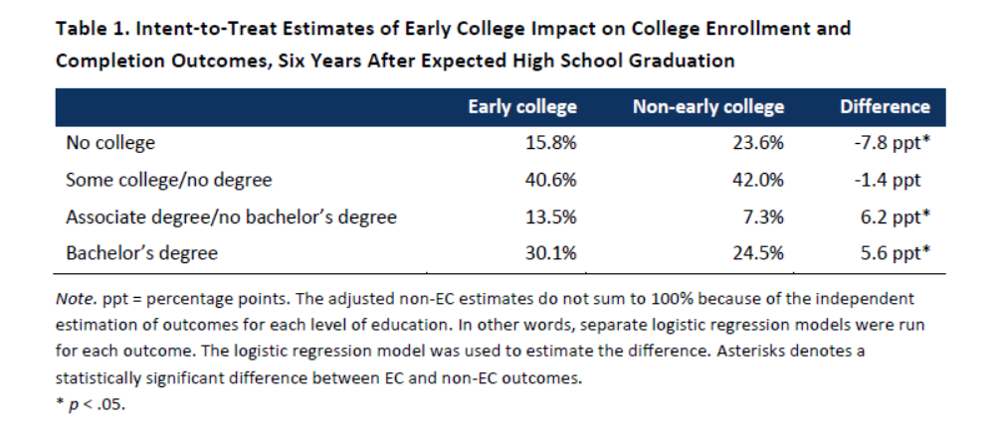 Table 1. Intent-to-Treat Estimates of Early College Impact on College Enrollment and
Completion Outcomes, Six Years After Expected High School Graduation
Early college Non-early college Difference
No college 15.8% 23.6% -7.8 ppt*
Some college/no degree 40.6% 42.0% -1.4 ppt
Associate degree/no bachelor’s degree 13.5% 7.3% 6.2 ppt*
Bachelor’s degree 30.1% 24.5% 5.6 ppt*
Note. ppt = percentage points. The adjusted non-EC estimates do not sum to 100% because of the independent
estimation of outcomes for each level of education. In other words, separate logistic regression models were run
for each outcome. The logistic regression model was used to estimate the difference. Asterisks denotes a
statistically significant difference between EC and non-EC outcomes.
* p < .05.